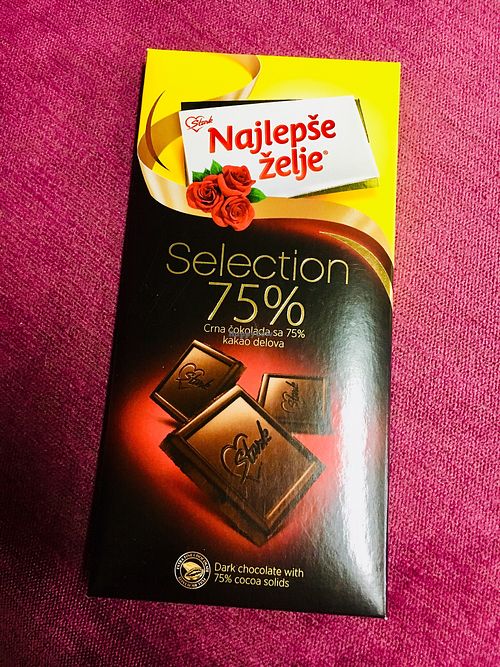 Štark
Najlepše
želje®
Selection
75%
Crna čokolada sa 75%
kakao delova
Štark
Štark
Štark
Dark chocolate with
75% cocoa solids